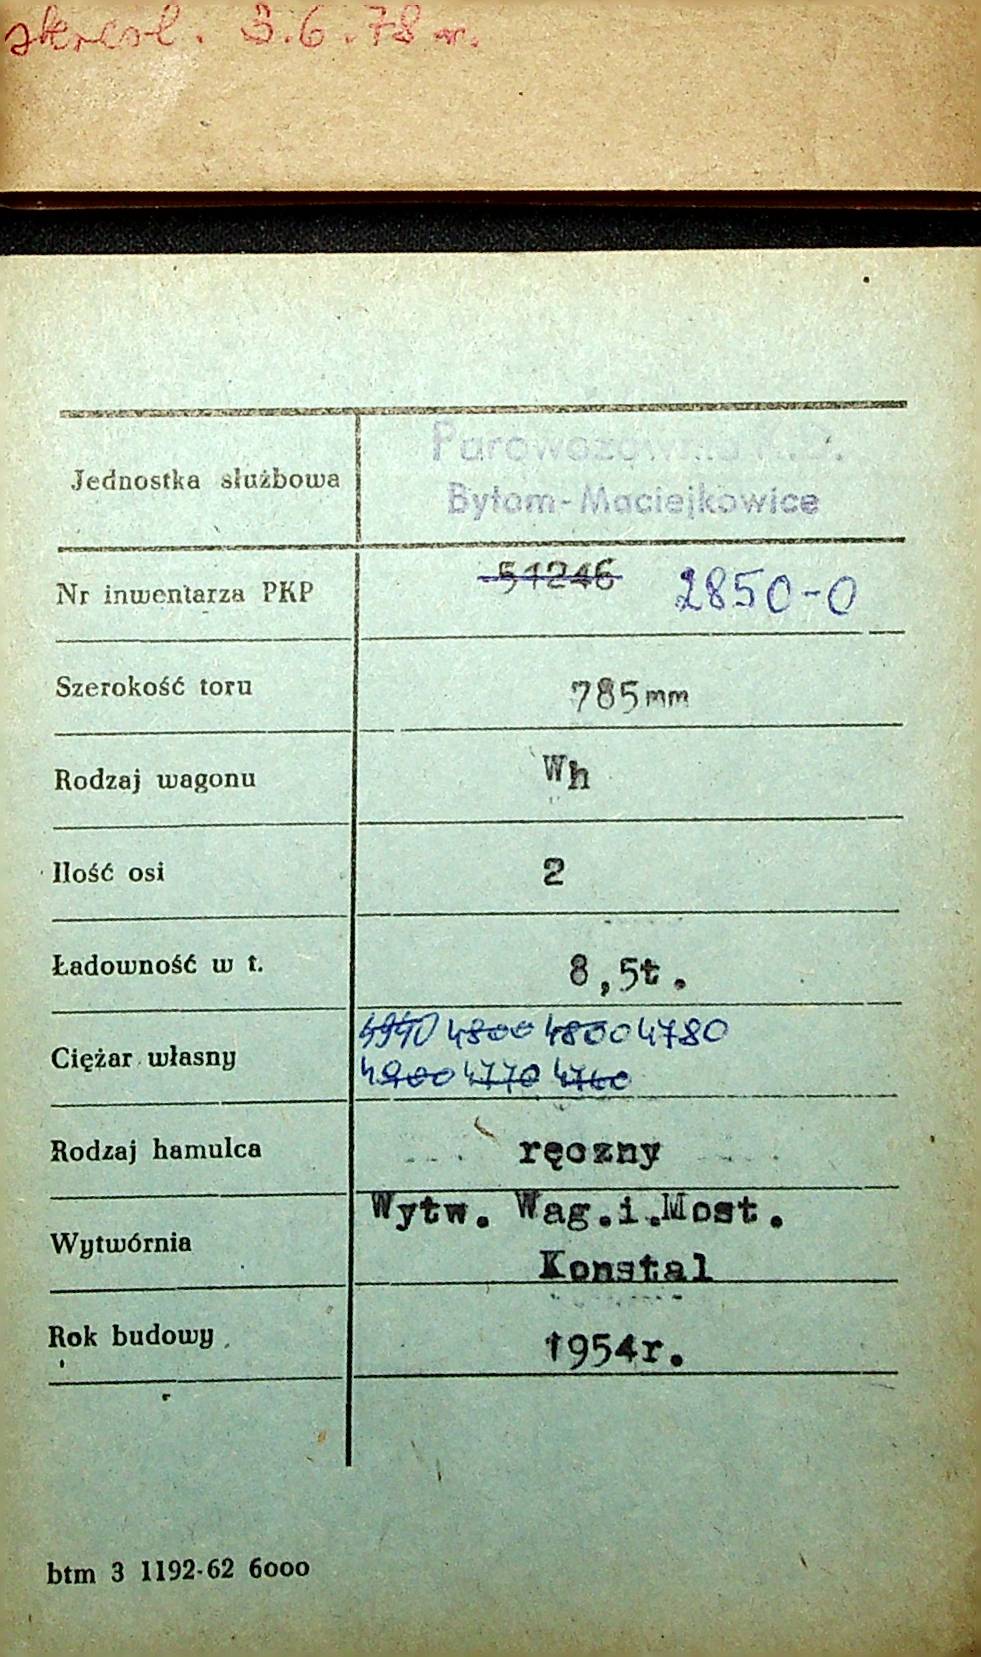 skreśl. 3.6.78 r.
Jednostka służbowa
Parowozownia K.D.
Bytom-Maciejkowice
Nr inwentarza PKP 51246 2850-0
Szerokość toru 785mm
Rodzaj wagonu Wh
Ilość osi 2
Ładowność w t. 8,5t.
4800 4800 4780
Ciężar własny
4900 4770 4740
Rodzaj hamulca ręczny
Wytw. Wag.i.Most.
Wytwórnia
Konstal
Rok budowy 1954r.
btm 3 1192-62 6000